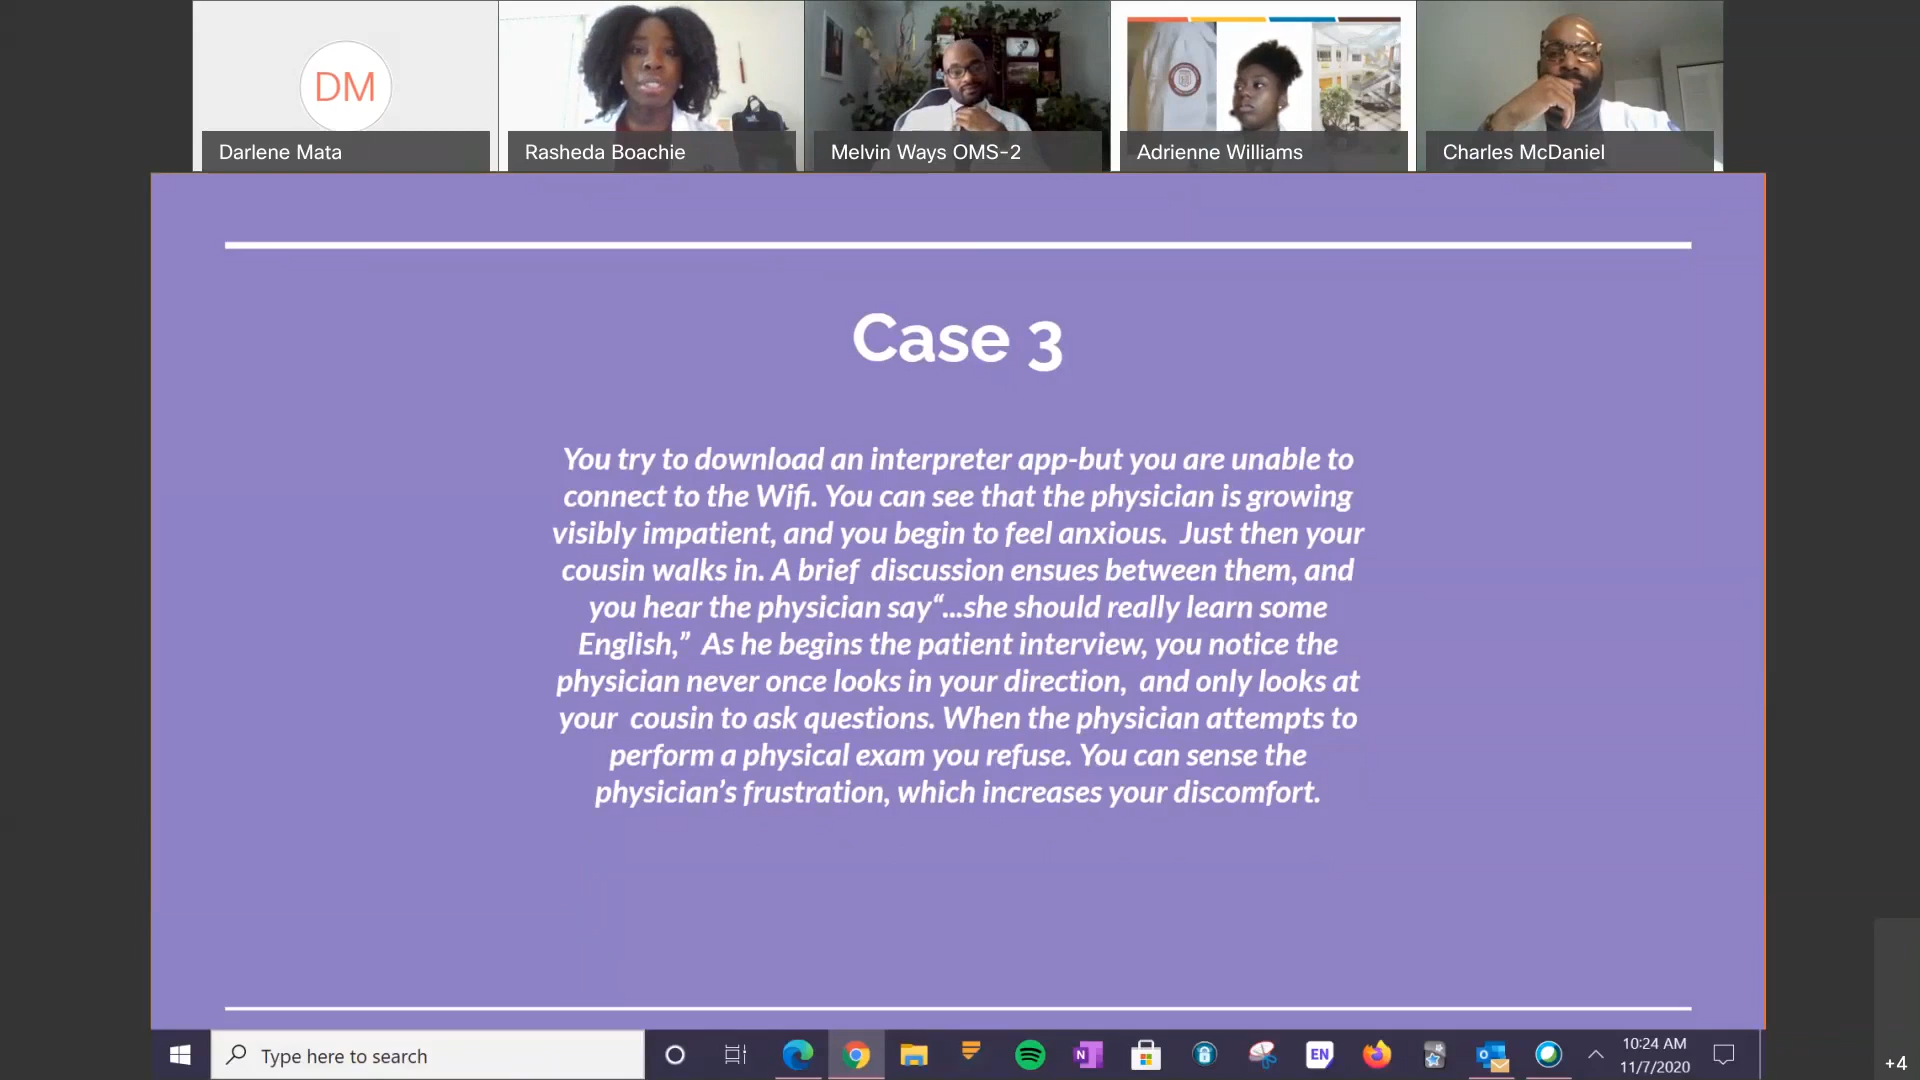 DM
Darlene Mata
Rasheda Boachie
Melvin Ways OMS-2
Adrienne Williams
Charles McDaniel
Case 3
You try to download an interpreter app-but you are unable to
connect to the Wifi. You can see that the physician is growing
visibly impatient, and you begin to feel anxious.  Just then your
cousin walks in. A brief  discussion ensues between them, and
you hear the physician say“...she should really learn some
English,”  As he begins the patient interview, you notice the
physician never once looks in your direction,  and only looks at
your  cousin to ask questions. When the physician attempts to
perform a physical exam you refuse. You can sense the
physician’s frustration, which increases your discomfort.
Type here to search
N
EN
10:24 AM
11/7/2020
+4